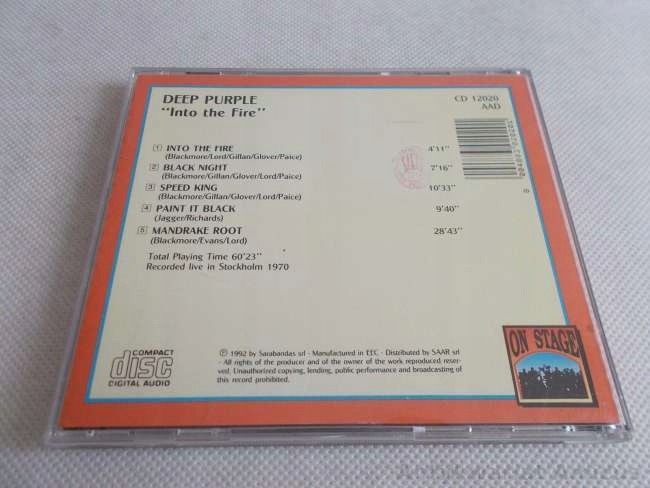 DEEP PURPLE
"Into the Fire"
CD 12020
AAD
1 INTO THE FIRE 4'11"
(Blackmore/Lord/Gillan/Glover/Paice)
2 BLACK NIGHT 7'16"
(Blackmore/Gillan/Glover/Lord/Paice)
3 SPEED KING 10'33"
(Blackmore/Gillan/Glover/Lord/Paice)
4 PAINT IT BLACK 9'40"
(Jagger/Richards)
5 MANDRAKE ROOT 28'43"
(Blackmore/Evans/Lord)
Total Playing Time 60'23"
Recorded live in Stockholm 1970
COMPACT
disc
DIGITAL AUDIO
Ⓟ 1992 by Sarabandas srl - Manufactured in EEC - Distributed by SAAR srl
- All rights of the producer and of the owner of the work reproduced reser-
ved. Unauthorized copying, lending, public performance and broadcasting of
this record prohibited.
ON STAGE